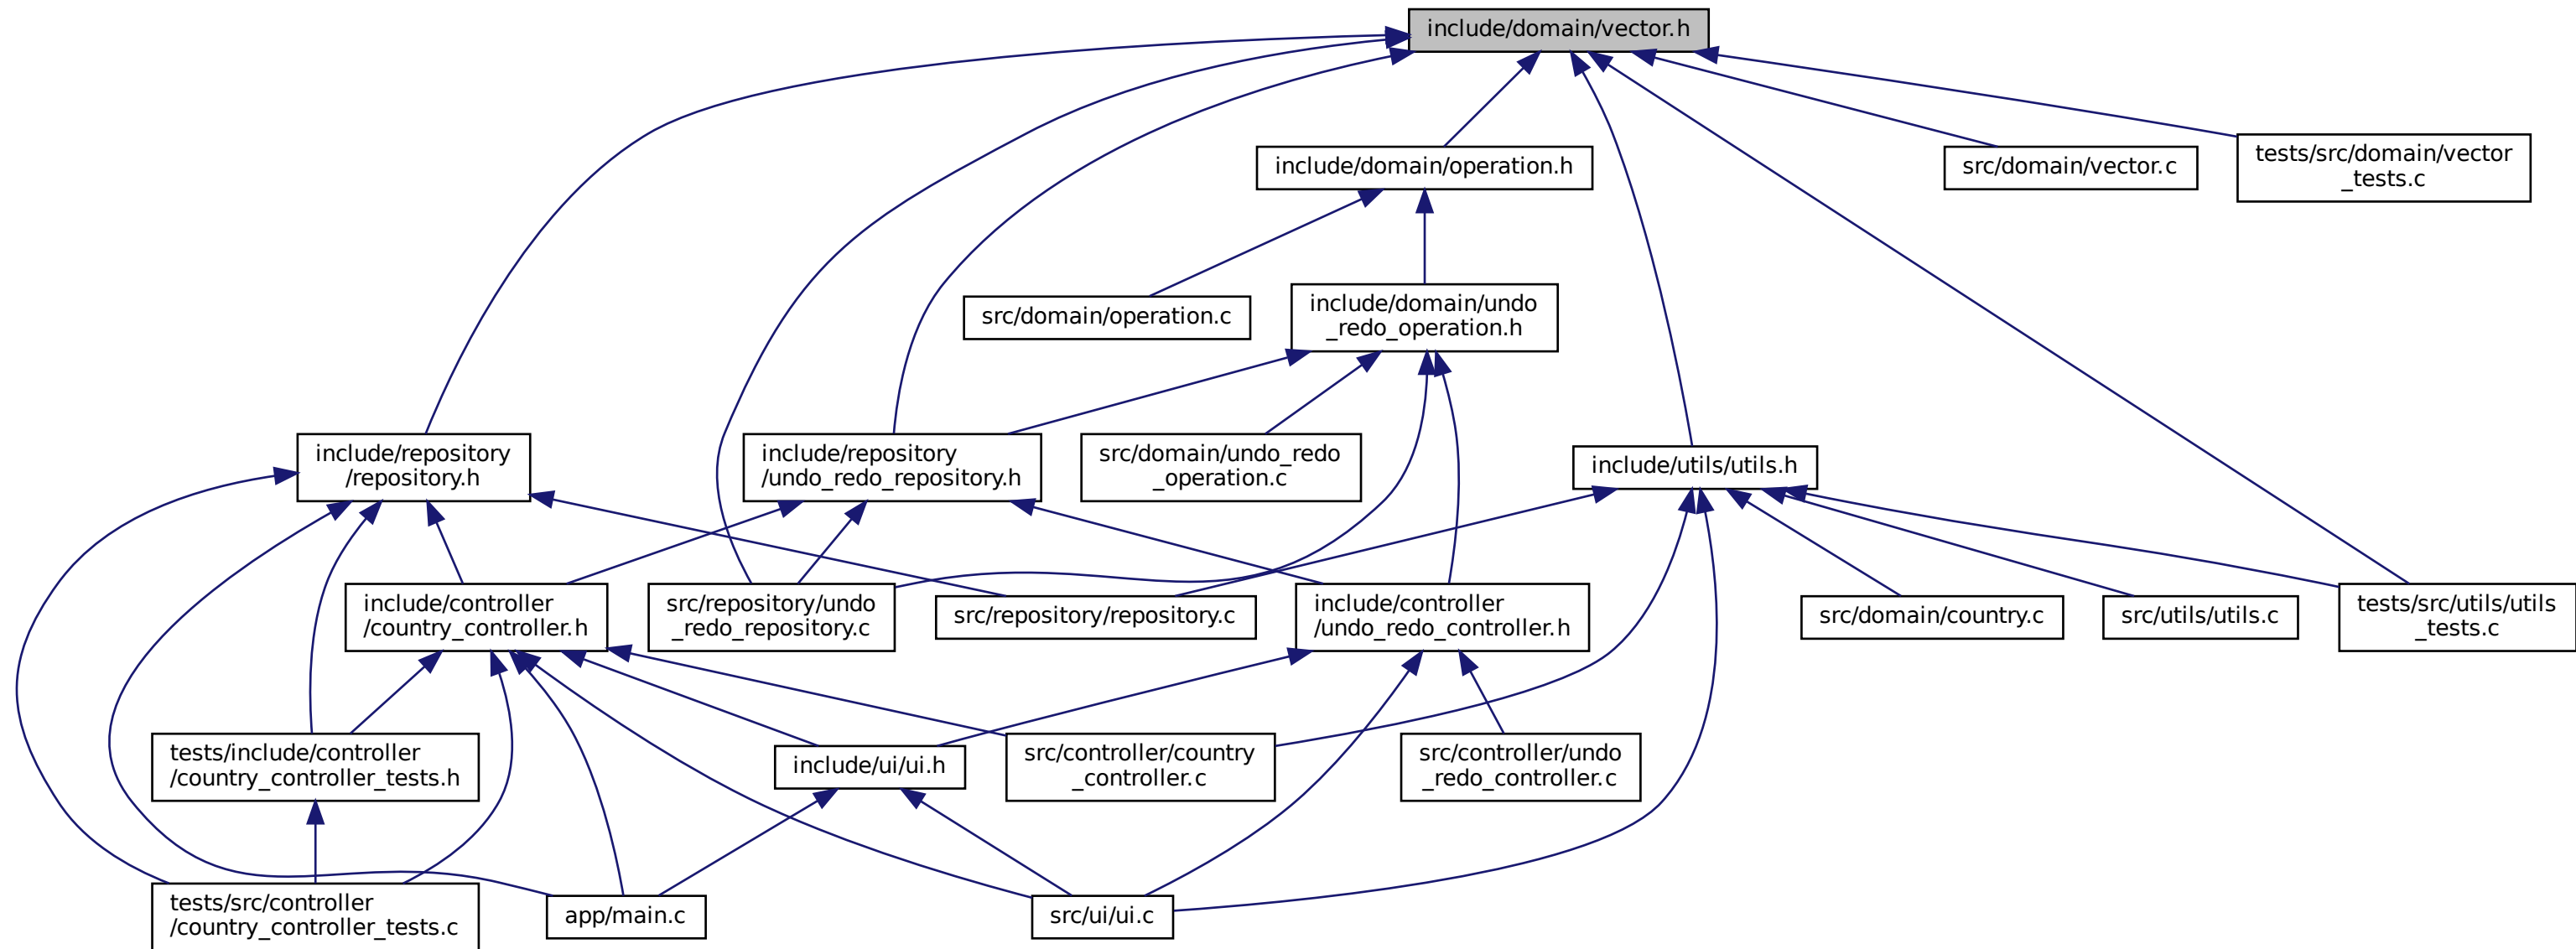 include/domain/vector.h
include/domain/operation.h
src/domain/vector.c
tests/src/domain/vector
_tests.c
src/domain/operation.c
include/domain/undo
_redo_operation.h
include/repository
/repository.h
include/repository
/undo_redo_repository.h
src/domain/undo_redo
_operation.c
include/utils/utils.h
include/controller
/country_controller.h
src/repository/undo
_redo_repository.c
src/repository/repository.c
include/controller
/undo_redo_controller.h
src/domain/country.c
src/utils/utils.c
tests/src/utils/utils
_tests.c
tests/include/controller
/country_controller_tests.h
include/ui/ui.h
src/controller/country
_controller.c
src/controller/undo
_redo_controller.c
tests/src/controller
/country_controller_tests.c
app/main.c
src/ui/ui.c